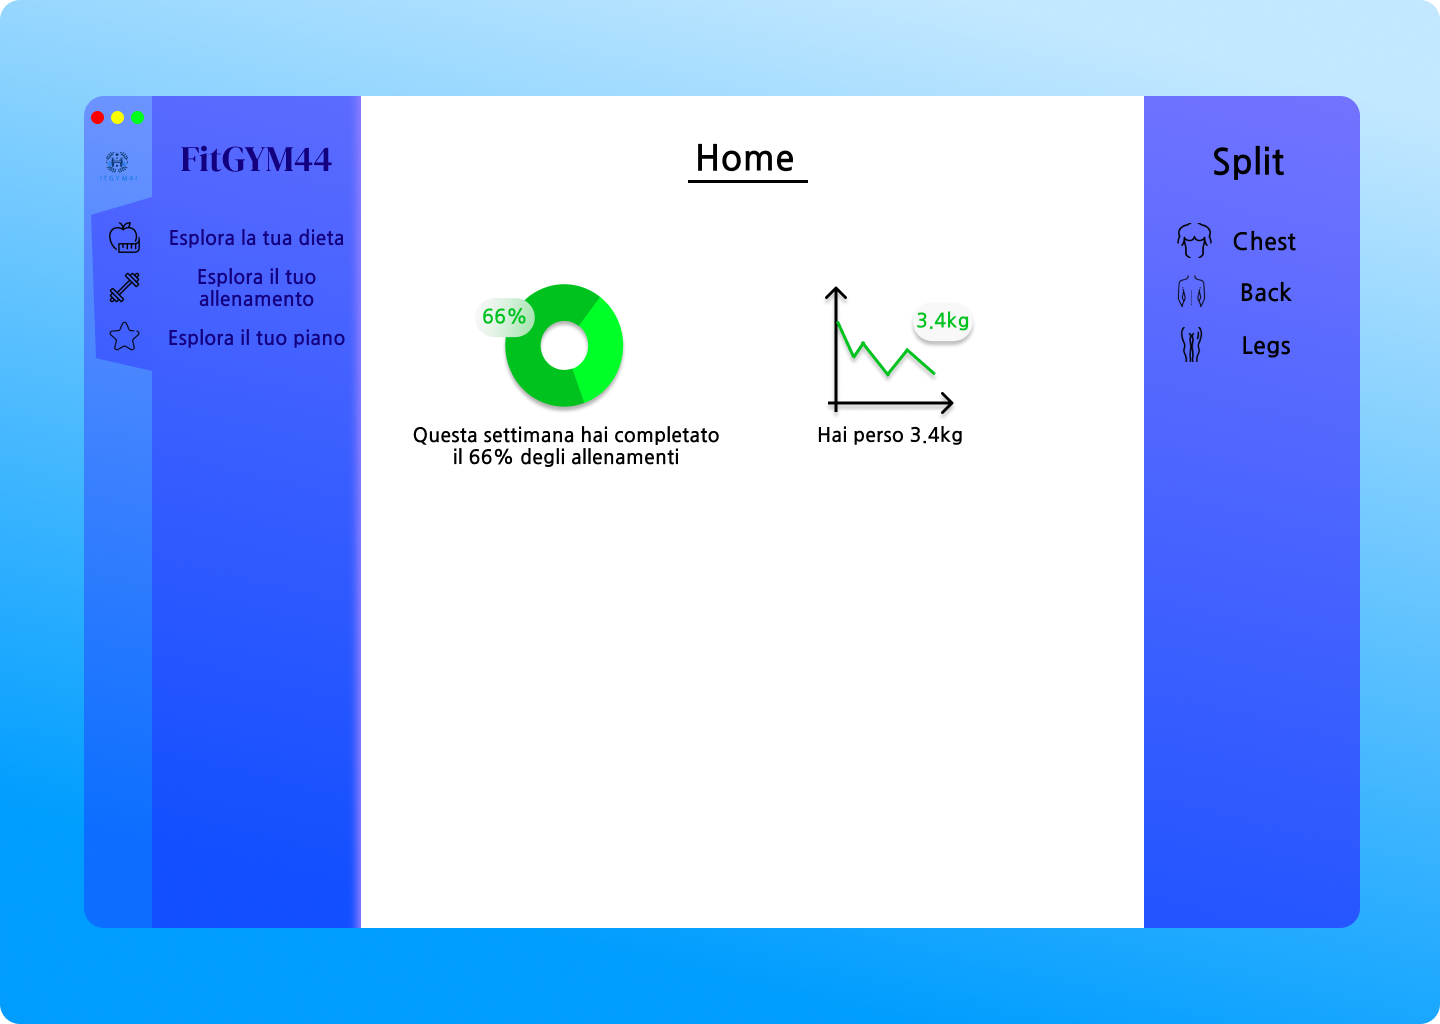 FitGYM44
Esplora la tua dieta
Esplora il tuo
allenamento
Esplora il tuo piano
Home
66%
Questa settimana hai completato
il 66% degli allenamenti
3.4kg
Hai perso 3.4kg
Split
Chest
Back
Legs